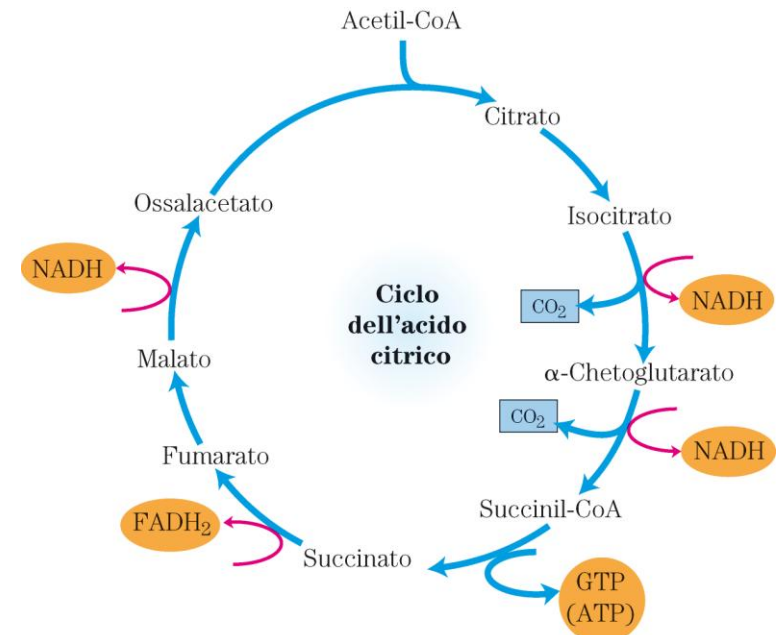 Acetil-CoA
Citrato
Isocitrato
NADH
CO₂
α-Chetoglutarato
CO₂
NADH
Succinil-CoA
GTP
(ATP)
Succinato
FADH₂
Fumarato
Malato
NADH
Ossalacetato
Ciclo
dell'acido
citrico